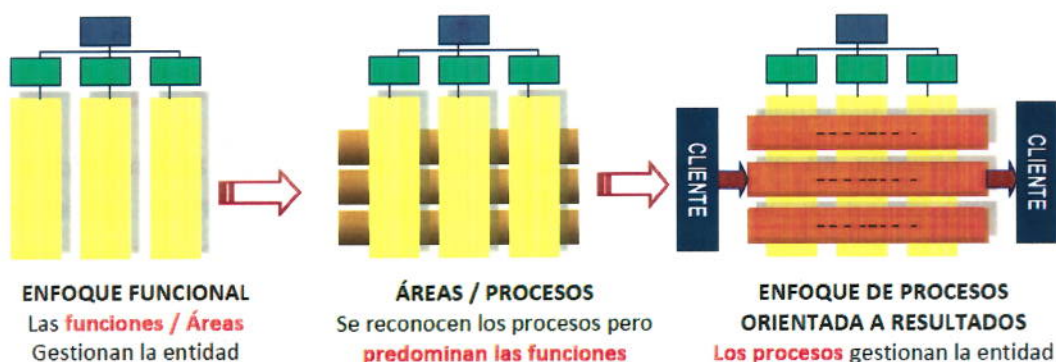 CLIENTE
CLIENTE
ENFOQUE FUNCIONAL
Las funciones / Áreas
Gestionan la entidad
ÁREAS / PROCESOS
Se reconocen los procesos pero
predominan las funciones
ENFOQUE DE PROCESOS
ORIENTADA A RESULTADOS
Los procesos gestionan la entidad